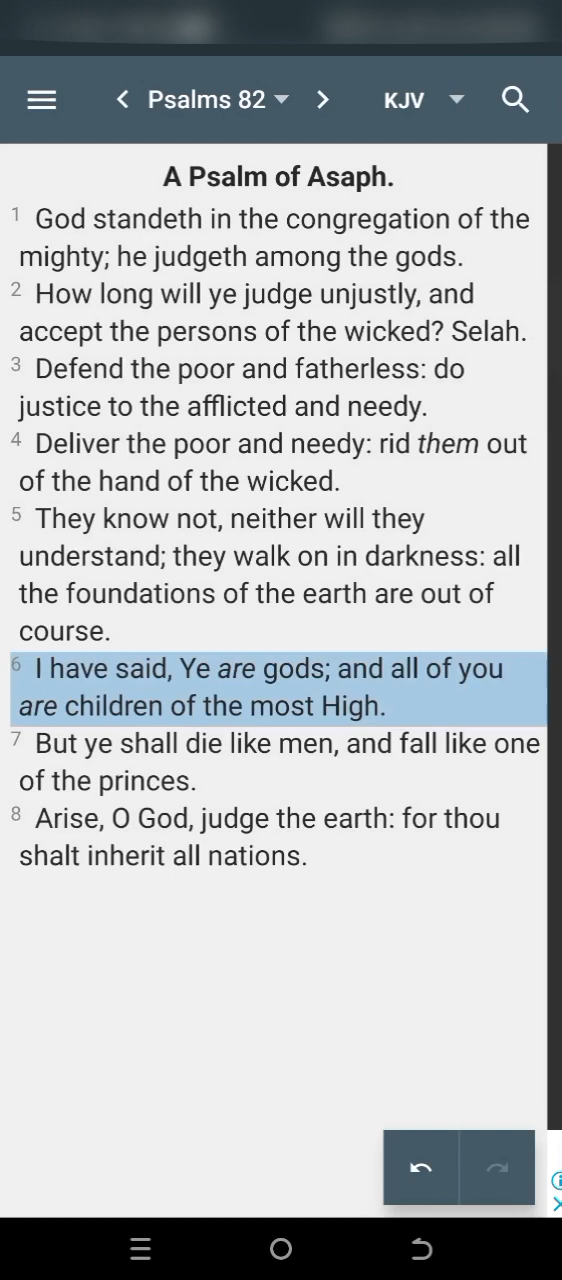 Psalms 82
KJV
A Psalm of Asaph.
1 God standeth in the congregation of the
mighty; he judgeth among the gods.
2 How long will ye judge unjustly, and
accept the persons of the wicked? Selah.
3 Defend the poor and fatherless: do
justice to the afflicted and needy.
4 Deliver the poor and needy: rid them out
of the hand of the wicked.
5 They know not, neither will they
understand; they walk on in darkness: all
the foundations of the earth are out of
course.
6 I have said, Ye are gods; and all of you
are children of the most High.
7 But ye shall die like men, and fall like one
of the princes.
8 Arise, O God, judge the earth: for thou
shalt inherit all nations.